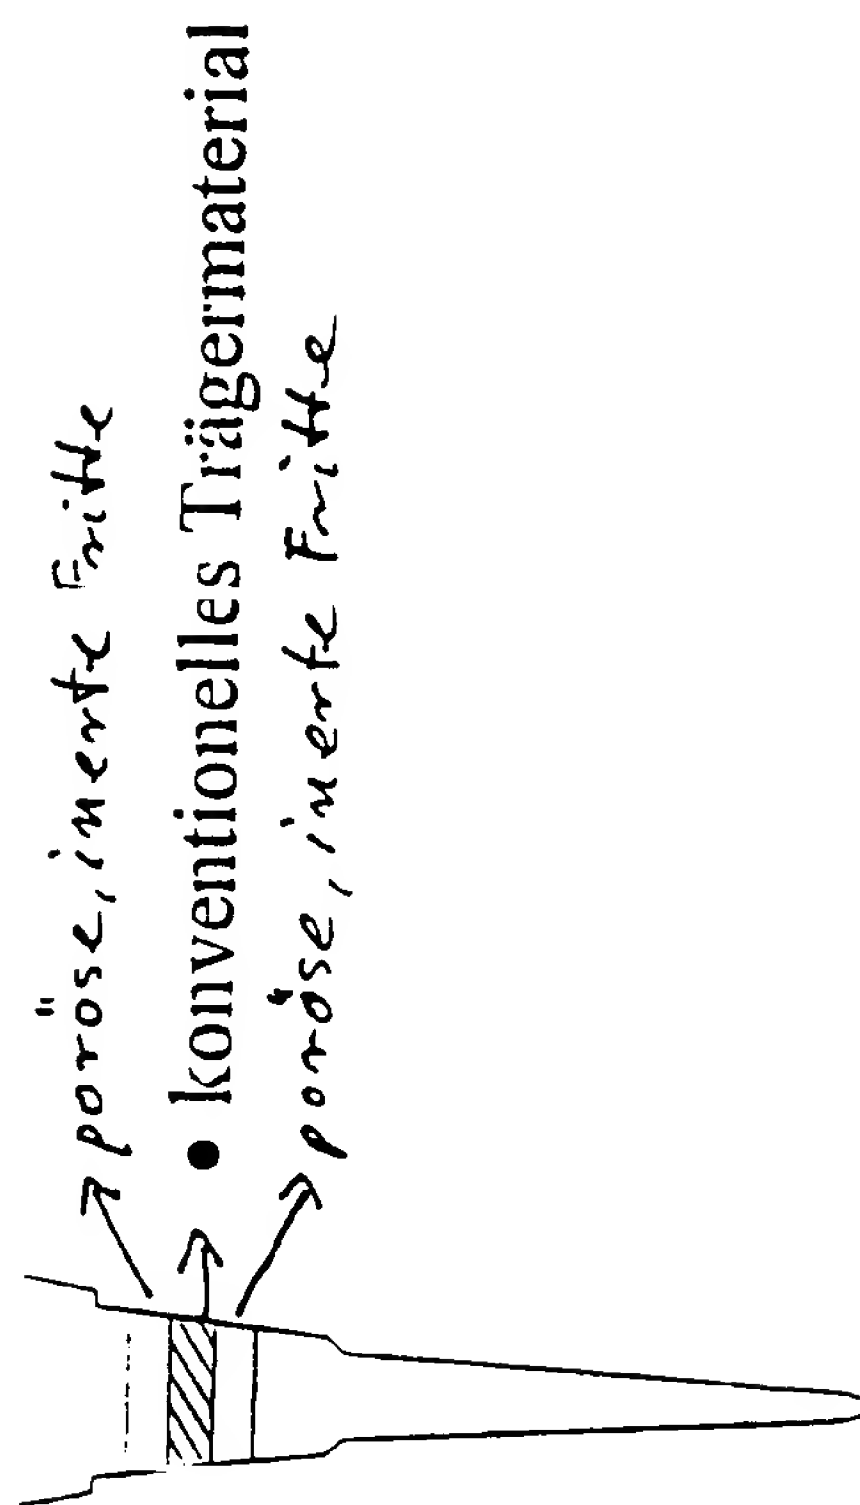 poröse, inerte Fritte
• konventionelles Trägermaterial
poröse, inerte Fritte